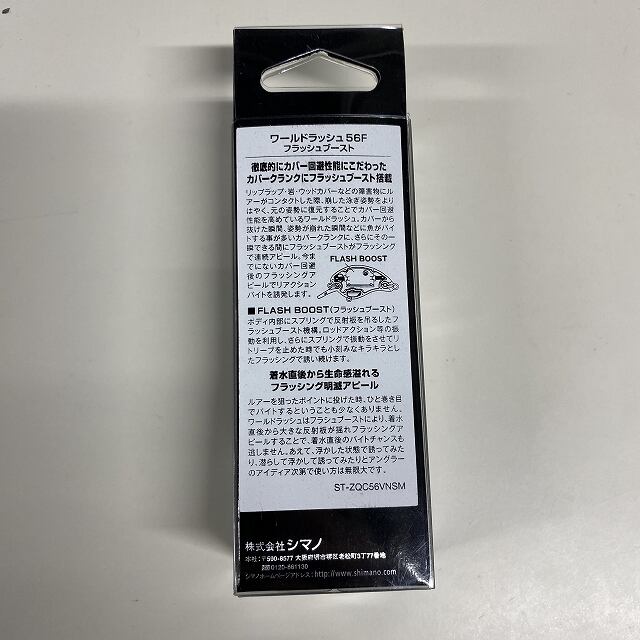 ワールドラッシュ56F
フラッシュブースト
徹底的にカバー回避性能にこだわった
カバークランクにフラッシュブースト搭載
リップラップ・岩・ウッドカバーなどの障害物にル
アーがコンタクトした際、崩した泳ぎ姿勢をより
はやく、元の姿勢に復元することでカバー回避
性能を高めているワールドラッシュ。カバーから
抜けた瞬間、姿勢が崩れた瞬間などに魚がバイ
トする事が多いカバークランクに、さらにその一
瞬できる間にフラッシュブーストがフラッシング
で連続アピール。今ま
でにないカバー回避
後のフラッシングアピ
ールでリアクション
バイトを誘発します。
FLASH BOOST
■ FLASH BOOST(フラッシュブースト)
ボディ内部にスプリングで反射板を吊るしたフ
ラッシュブースト機構。ロッドアクション等の振
動を利用し、さらにスプリングで振動をさせてリ
トリーブを止めた時でも小刻みなキラキラとし
たフラッシングで誘い続けます。
着水直後から生命感溢れる
フラッシング明滅アピール
ルアーを狙ったポイントに投げた時、ひと巻き目
でバイトするということも少なくありません。
ワールドラッシュはフラッシュブーストにより、着水
直後から大きな反射板が揺れフラッシングア
ピールすることで、着水直後のバイトチャンスも
逃しません。あえて、浮かした状態で誘ってみた
り、潜らして浮かして誘ってみたりとアングラー
のアイディア次第で使い方は無限大です。
ST-ZQC56VNSM
株式会社シマノ
本社:〒590-8577 大阪府堺市堺区老松町3丁77番地
0120-861130
シマノホームページアドレス:http://www.shimano.com/